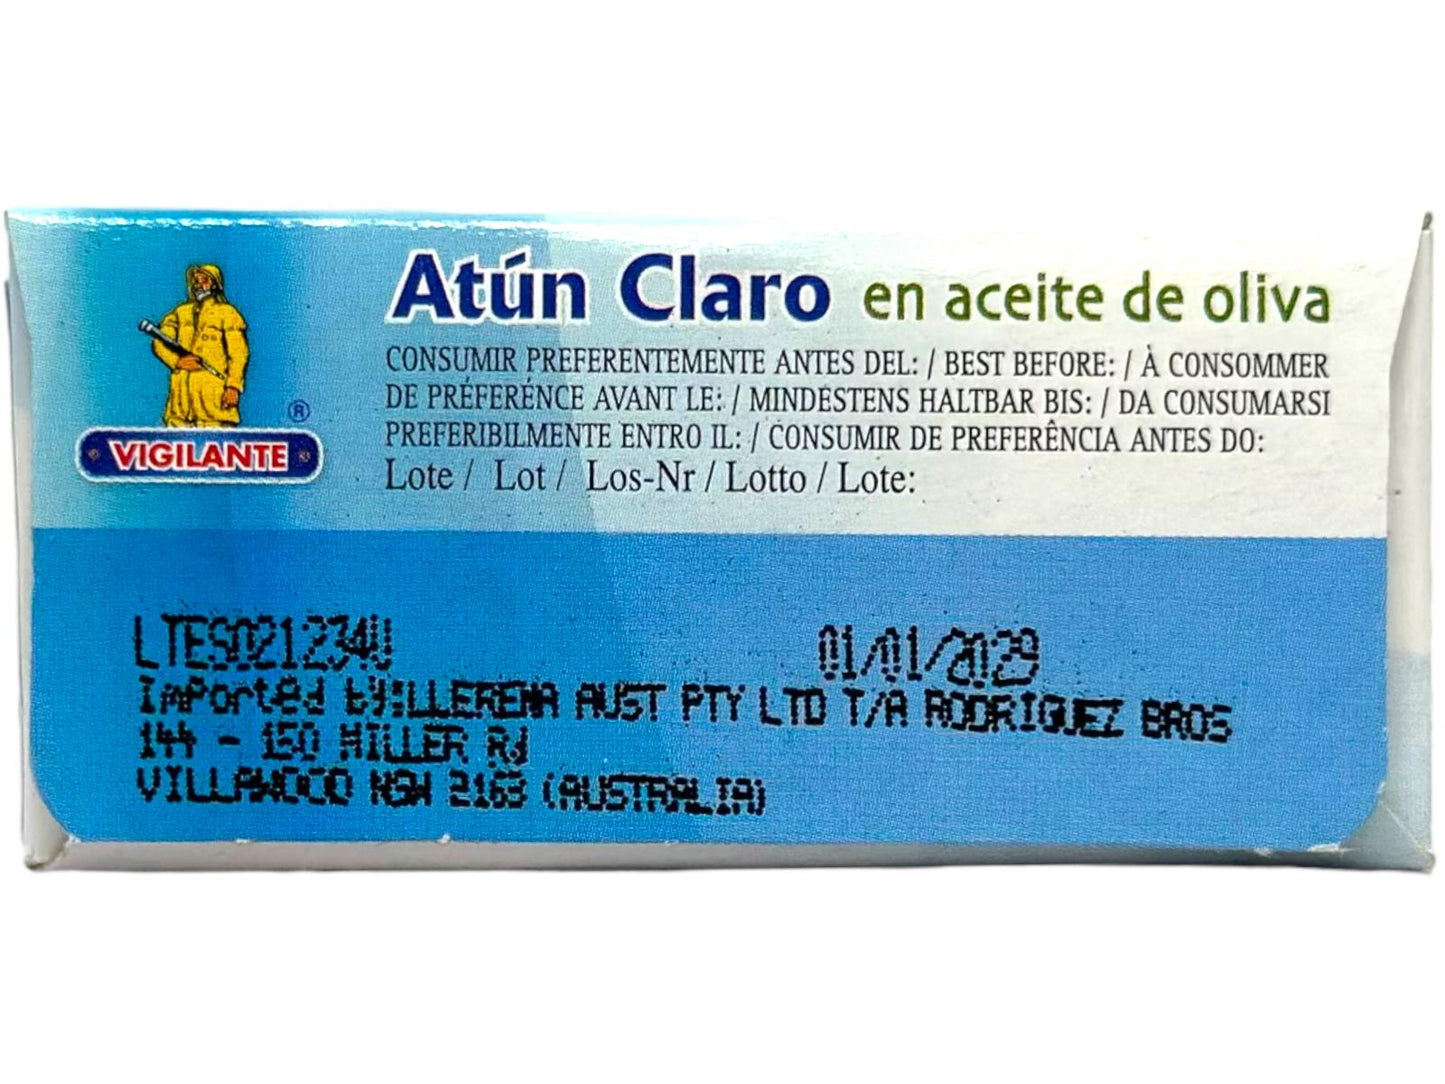 Atún Claro en aceite de oliva
CONSUMIR PREFERENTEMENTE ANTES DEL: / BEST BEFORE: / À CONSOMMER
DE PRÉFERÉNCE AVANT LE: / MINDESTENS HALTBAR BIS: / DA CONSUMARSI
PREFERIBILMENTE ENTRO IL: / CONSUMIR DE PREFERÊNCIA ANTES DO:
Lote / Lot / Los-Nr / Lotto / Lote:
®
VIGILANTE
LTES021234U 01/01/2029
Imported by:LLERENA AUST PTY LTD T/A RODRIGUEZ BROS
144 - 150 MILLER Rd
VILLAWOOD NSW 2163 (AUSTRALIA)